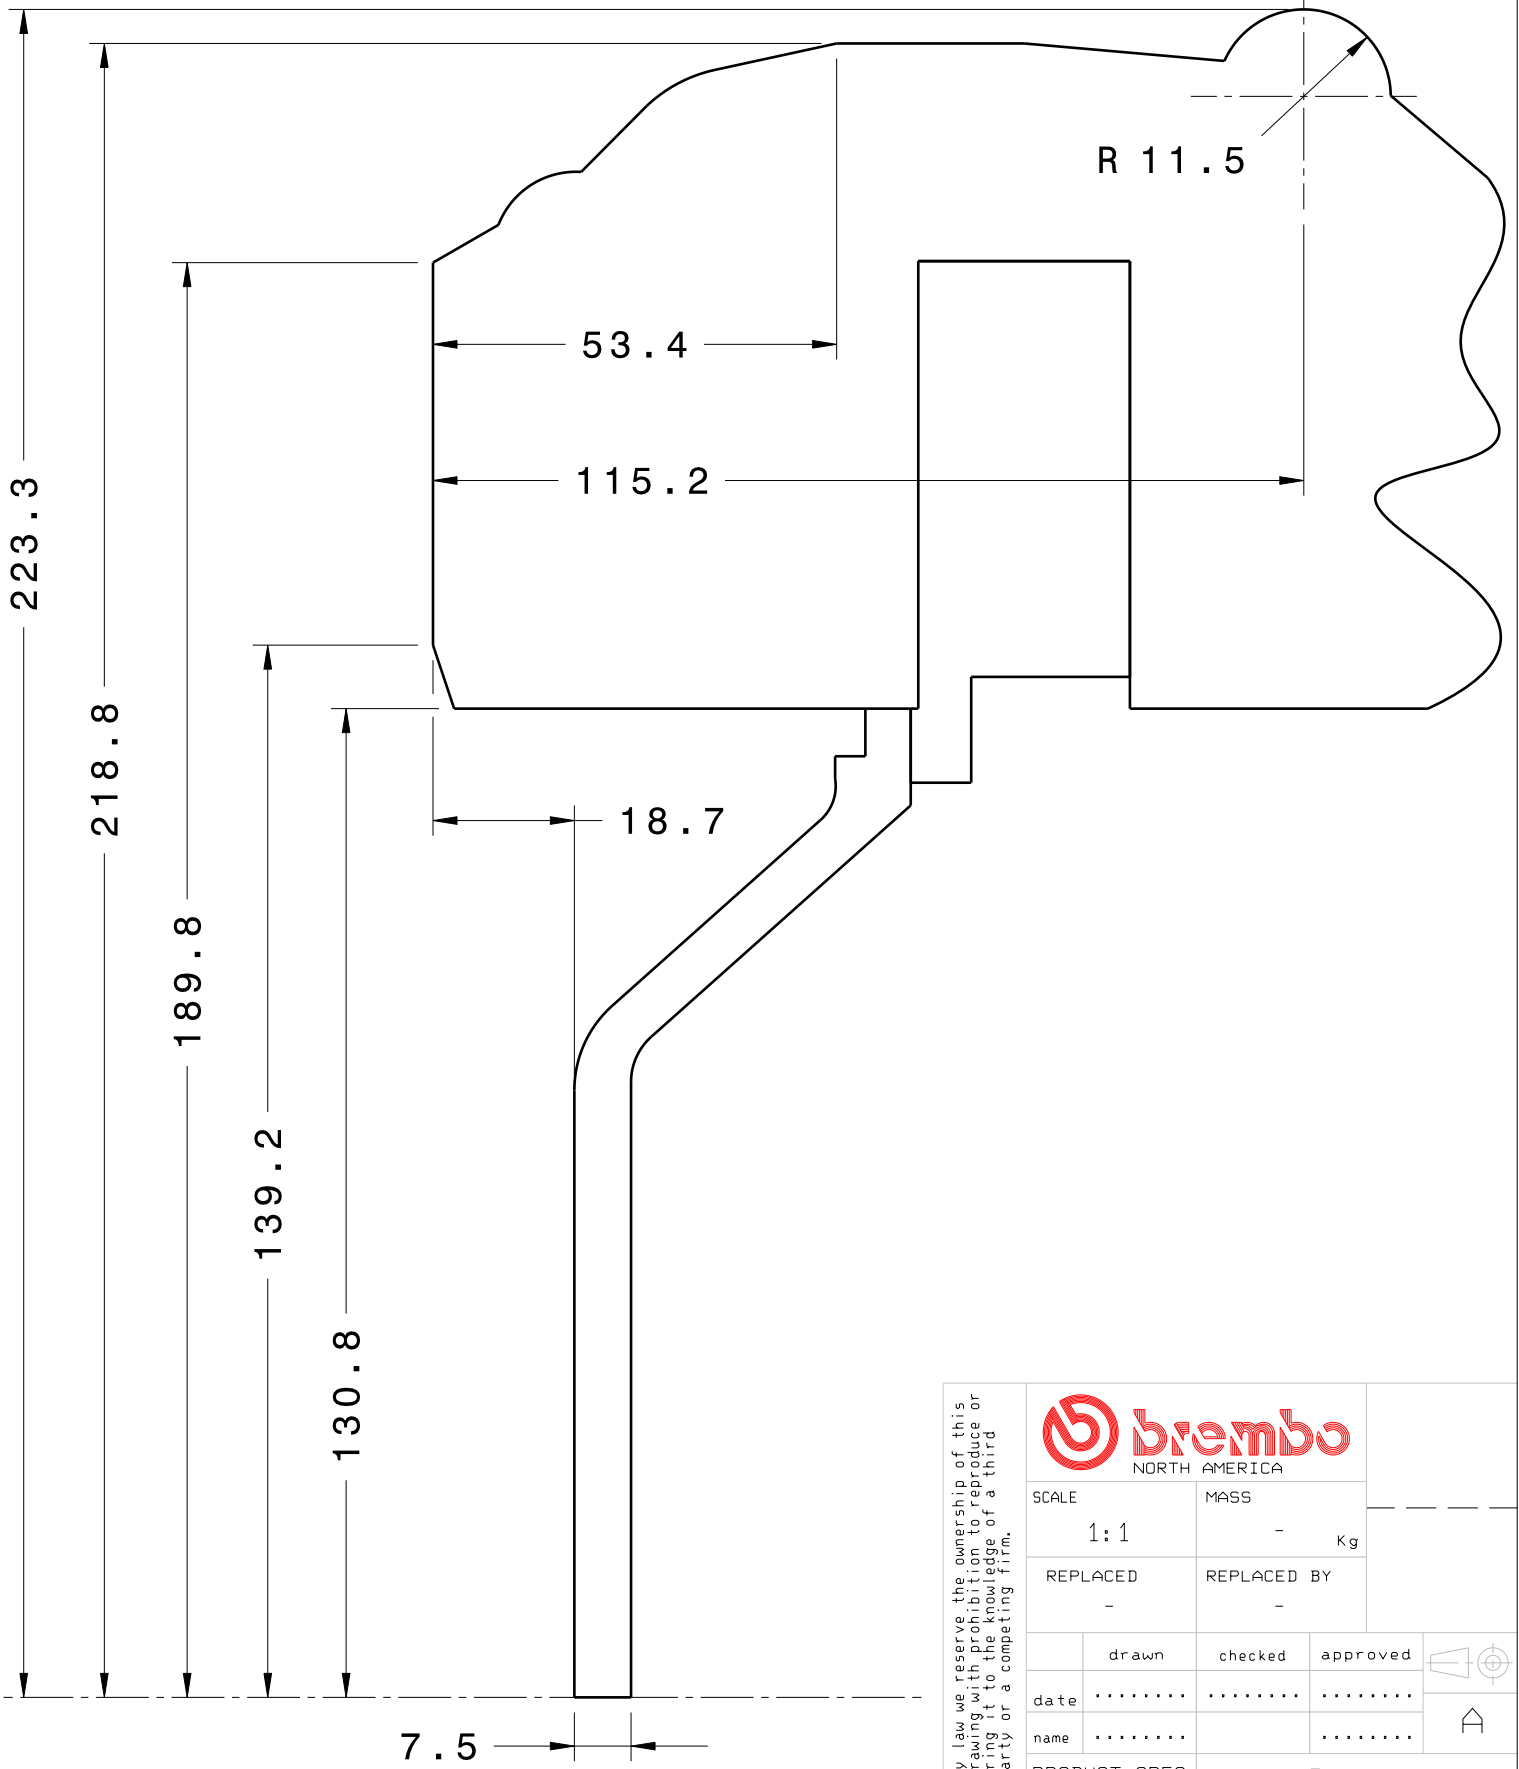 R 11.5
53.4
115.2
223.3
218.8
18.7
189.8
139.2
130.8
7.5
y law we reserve the ownership of this
rawing with prohibition to reproduce or
ring it to the knowledge of a third
arty or a competing firm.
brembo
NORTH AMERICA
SCALE
MASS
1:1
- Kg
REPLACED
REPLACED BY
-
-
drawn checked approved
date ........ ........ ........
name ........ ........
A